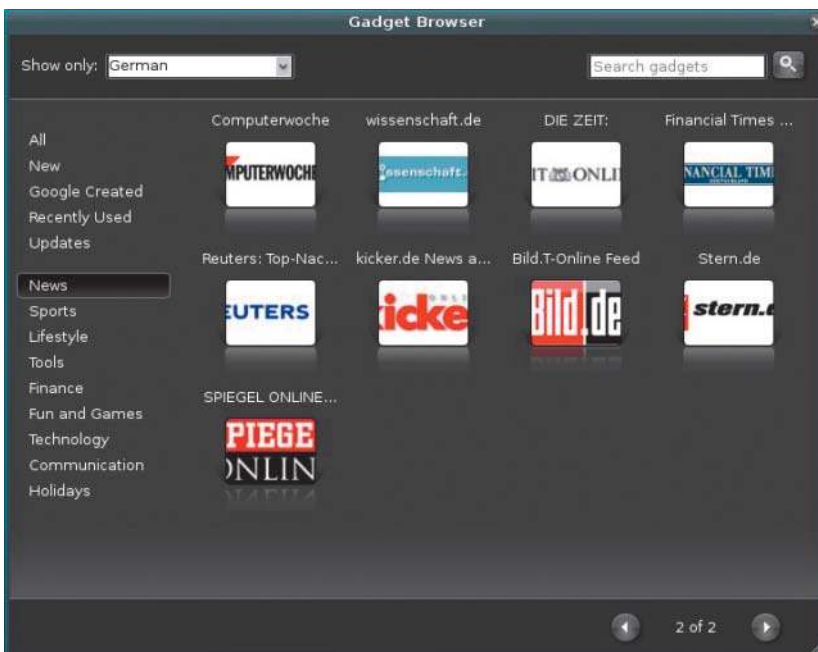 Gadget Browser
Show only: German
Search gadgets
All
New
Google Created
Recently Used
Updates
News
Sports
Lifestyle
Tools
Finance
Fun and Games
Technology
Communication
Holidays
Computerwoche wissenschaft.de DIE ZEIT: Financial Times ...
MPUTERWOCHE
ssenschaft.
IT ONLI
NANCIAL TIM
DEUTSCHLAND
Reuters: Top-Nac... kicker.de News a... Bild.T-Online Feed Stern.de
EUTERS
ONLI
icke
Bild.de
stern.
SPIEGEL ONLINE...
PIEGE
ONLIN
2 of 2